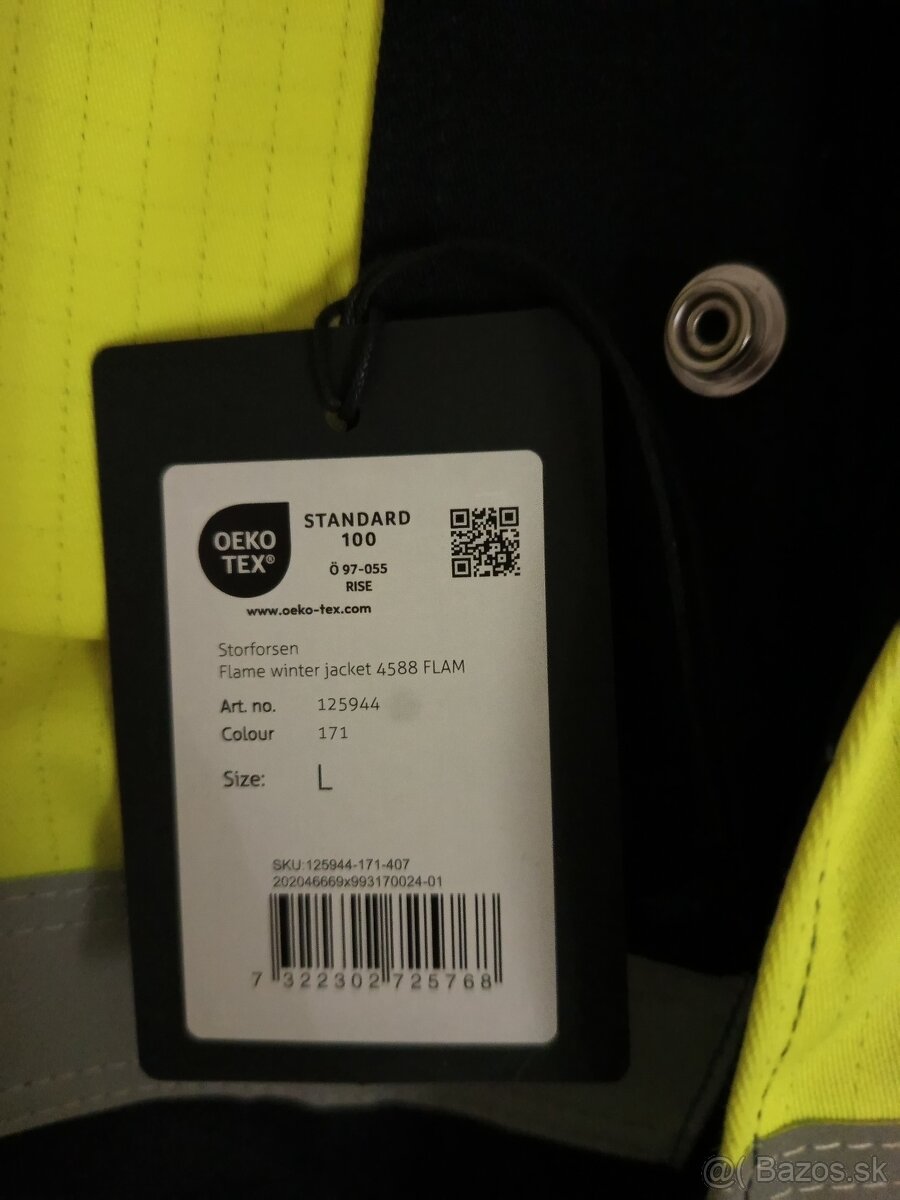 OEKO
TEX®
STANDARD
100
Ö 97-055
RISE
www.oeko-tex.com
Storforsen
Flame winter jacket 4588 FLAM
Art. no. 125944
Colour 171
Size: L
SKU:125944-171-407
202046669x993170024-01
7 322302 725768
@( Bazos.sk